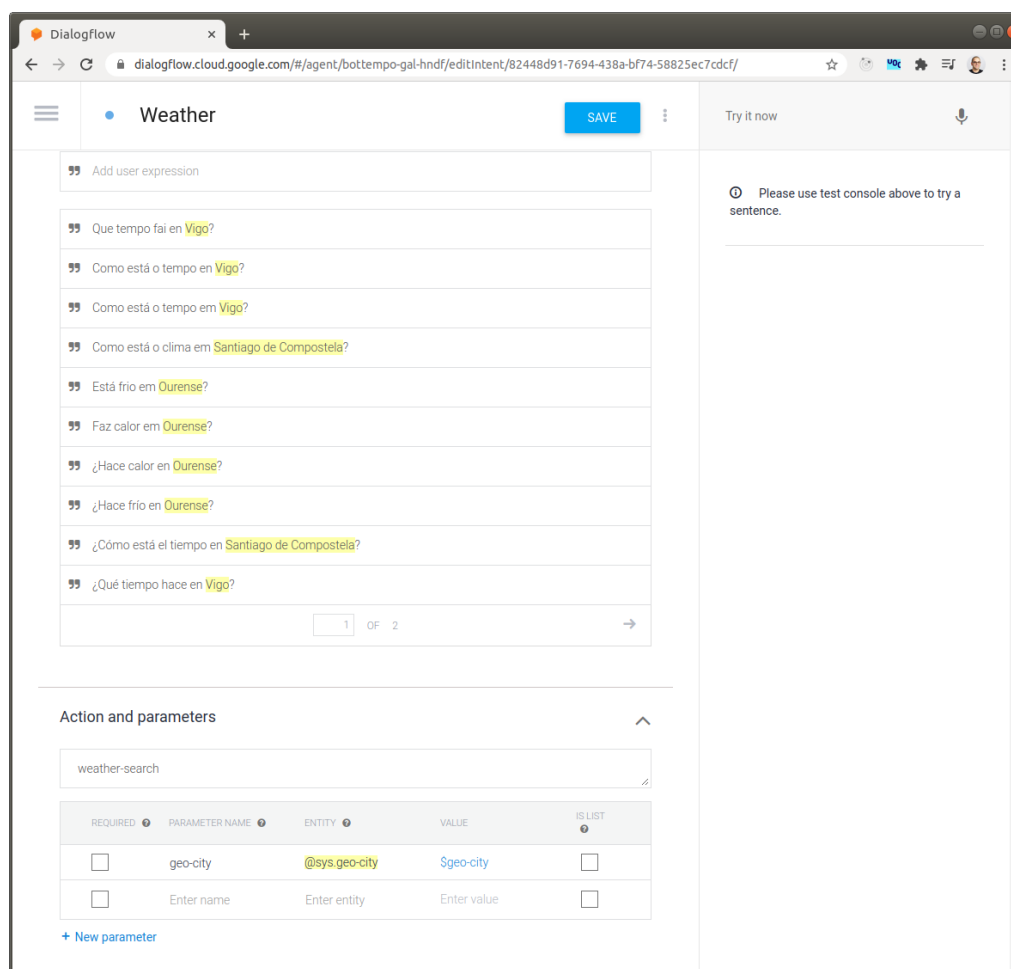 Dialogflow
dialogflow.cloud.google.com/#/agent/bottempo-gal-hndf/editIntent/82448d91-7694-438a-bf74-58825ec7cdcf/
Weather
SAVE
Try it now
Add user expression
Please use test console above to try a
sentence.
Que tempo fai en Vigo?
Como está o tempo en Vigo?
Como está o tempo em Vigo?
Como está o clima em Santiago de Compostela?
Está frio em Ourense?
Faz calor em Ourense?
¿Hace calor en Ourense?
¿Hace frío en Ourense?
¿Cómo está el tiempo en Santiago de Compostela?
¿Qué tiempo hace en Vigo?
1 OF 2
Action and parameters
weather-search
REQUIRED PARAMETER NAME ENTITY VALUE IS LIST
geo-city @sys.geo-city $geo-city
Enter name Enter entity Enter value
+ New parameter